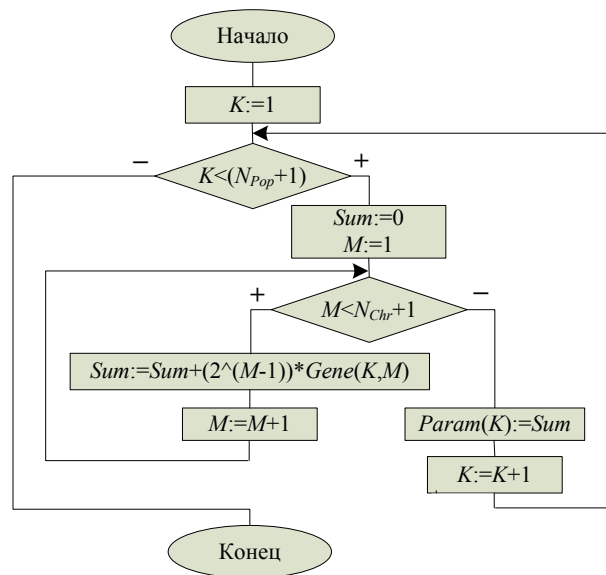 Начало
K:=1
– +
K<(N_Pop+1)
Sum:=0
M:=1
+ –
M<N_Chr+1
Sum:=Sum+(2^(M-1))*Gene(K,M)
M:=M+1
Param(K):=Sum
K:=K+1
Конец